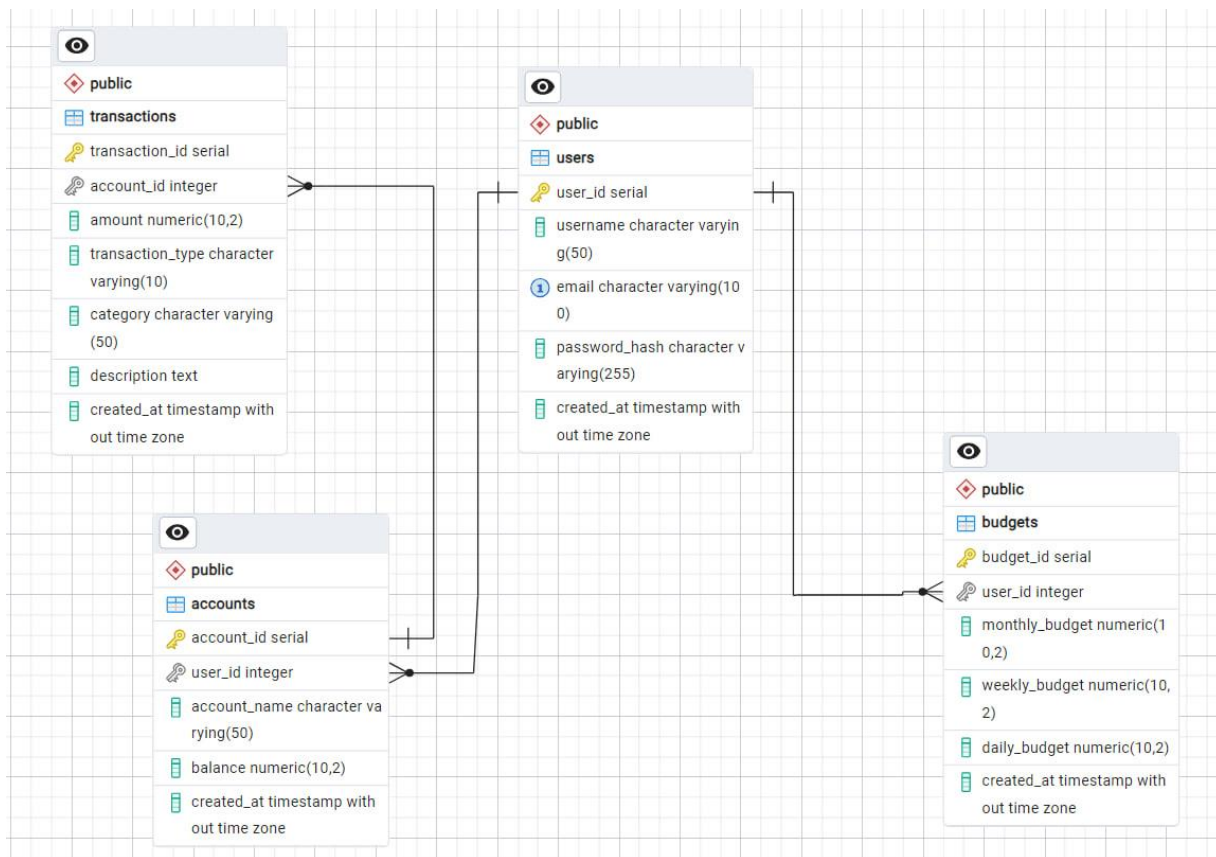 public
transactions
transaction_id serial
account_id integer
amount numeric(10,2)
transaction_type character
varying(10)
category character varying
(50)
description text
created_at timestamp with
out time zone
public
users
user_id serial
username character varyin
g(50)
1
email character varying(10
0)
password_hash character v
arying(255)
created_at timestamp with
out time zone
public
accounts
account_id serial
user_id integer
account_name character va
rying(50)
balance numeric(10,2)
created_at timestamp with
out time zone
public
budgets
budget_id serial
user_id integer
monthly_budget numeric(1
0,2)
weekly_budget numeric(10,
2)
daily_budget numeric(10,2)
created_at timestamp with
out time zone